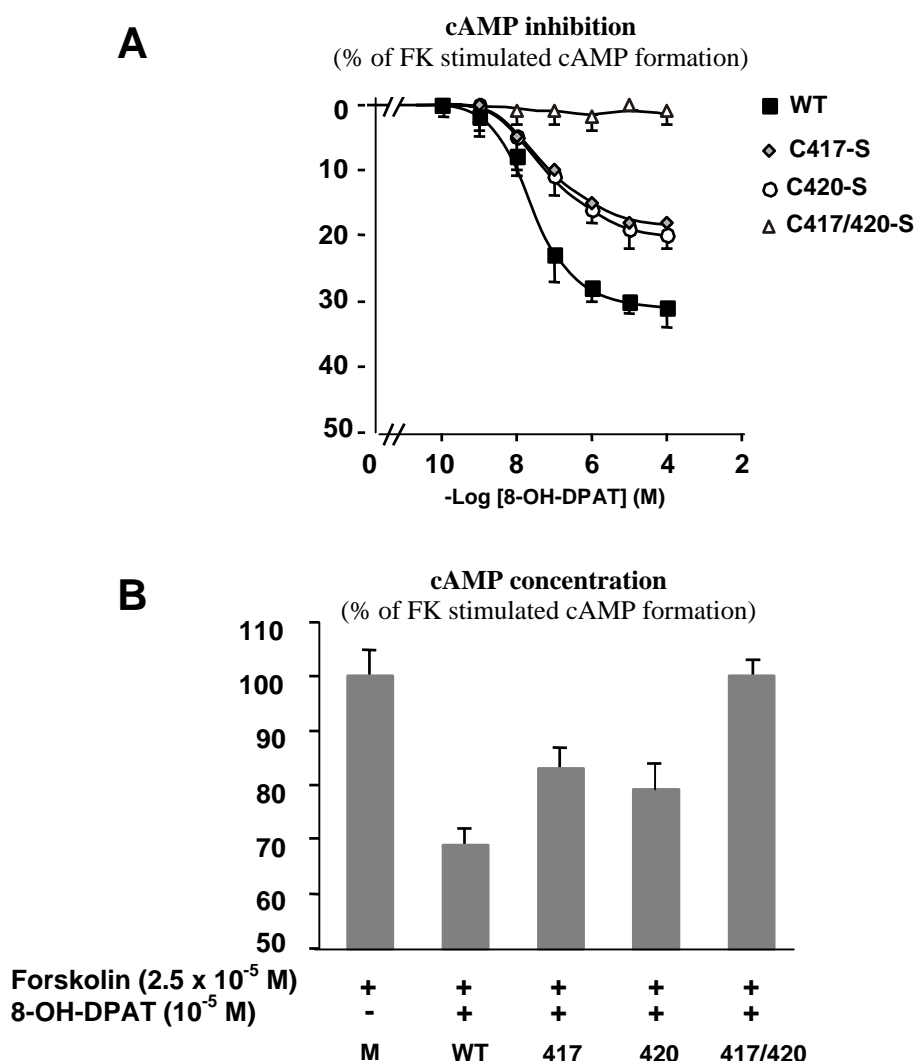 A
cAMP inhibition
(% of FK stimulated cAMP formation)
0
10
20
30
40
50
0 10 8 6 4 2
-Log [8-OH-DPAT] (M)
WT
C417-S
C420-S
C417/420-S
B
cAMP concentration
(% of FK stimulated cAMP formation)
110
100
90
80
70
60
50
Forskolin (2.5 x 10-5 M) + + + + +
8-OH-DPAT (10-5 M) - + + + +
M WT 417 420 417/420